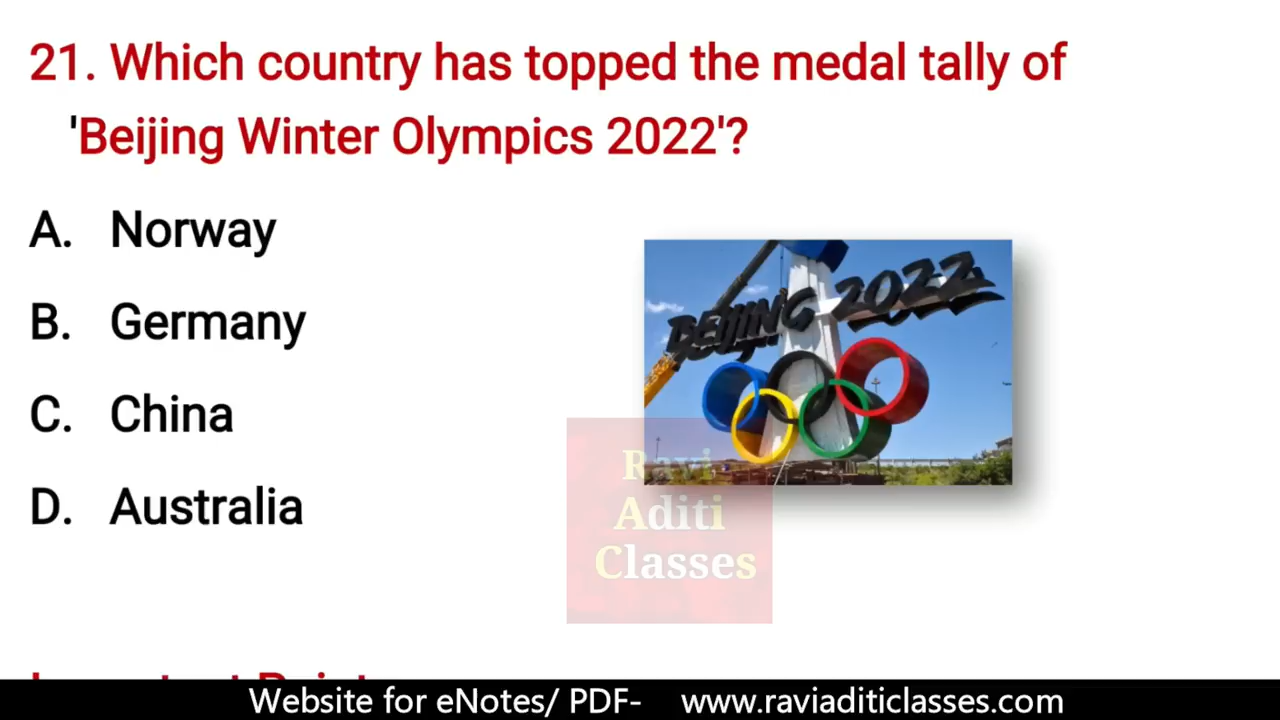 21. Which country has topped the medal tally of
'Beijing Winter Olympics 2022'?
A. Norway
B. Germany
C. China
D. Australia
BEIJING 2022
Ravi
Aditi
Classes
Website for eNotes/ PDF- www.raviaditiclasses.com